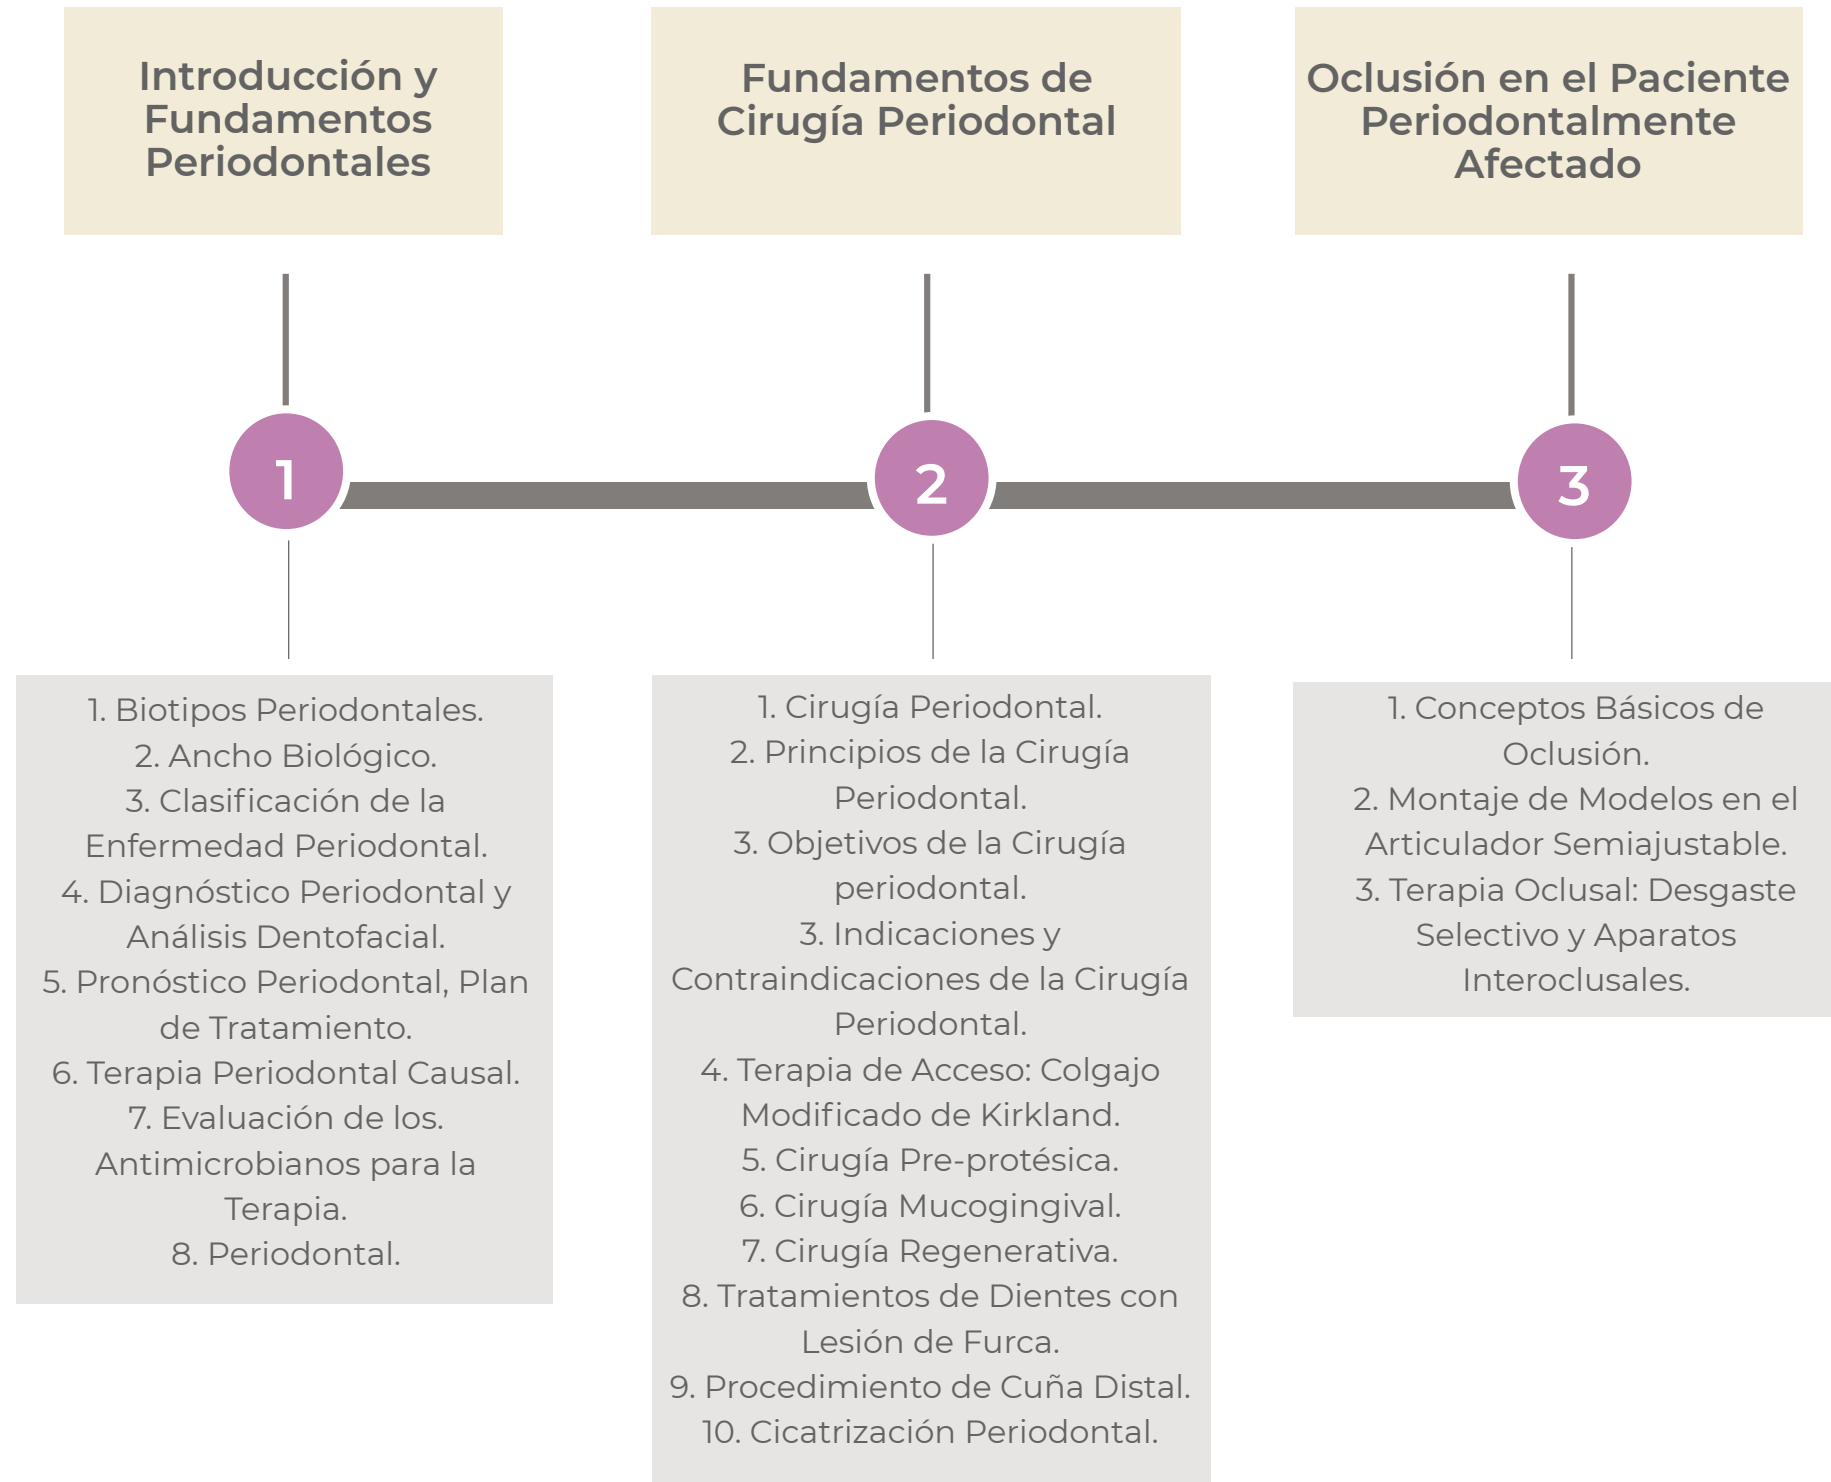 Introducción y
Fundamentos
Periodontales
Fundamentos de
Cirugía Periodontal
Oclusión en el Paciente
Periodontalmente
Afectado
1
2
3
1. Biotipos Periodontales.
2. Ancho Biológico.
3. Clasificación de la
Enfermedad Periodontal.
4. Diagnóstico Periodontal y
Análisis Dentofacial.
5. Pronóstico Periodontal, Plan
de Tratamiento.
6. Terapia Periodontal Causal.
7. Evaluación de los.
Antimicrobianos para la
Terapia.
8. Periodontal.
1. Cirugía Periodontal.
2. Principios de la Cirugía
Periodontal.
3. Objetivos de la Cirugía
periodontal.
3. Indicaciones y
Contraindicaciones de la Cirugía
Periodontal.
4. Terapia de Acceso: Colgajo
Modificado de Kirkland.
5. Cirugía Pre-protésica.
6. Cirugía Mucogingival.
7. Cirugía Regenerativa.
8. Tratamientos de Dientes con
Lesión de Furca.
9. Procedimiento de Cuña Distal.
10. Cicatrización Periodontal.
1. Conceptos Básicos de
Oclusión.
2. Montaje de Modelos en el
Articulador Semiajustable.
3. Terapia Oclusal: Desgaste
Selectivo y Aparatos
Interoclusales.